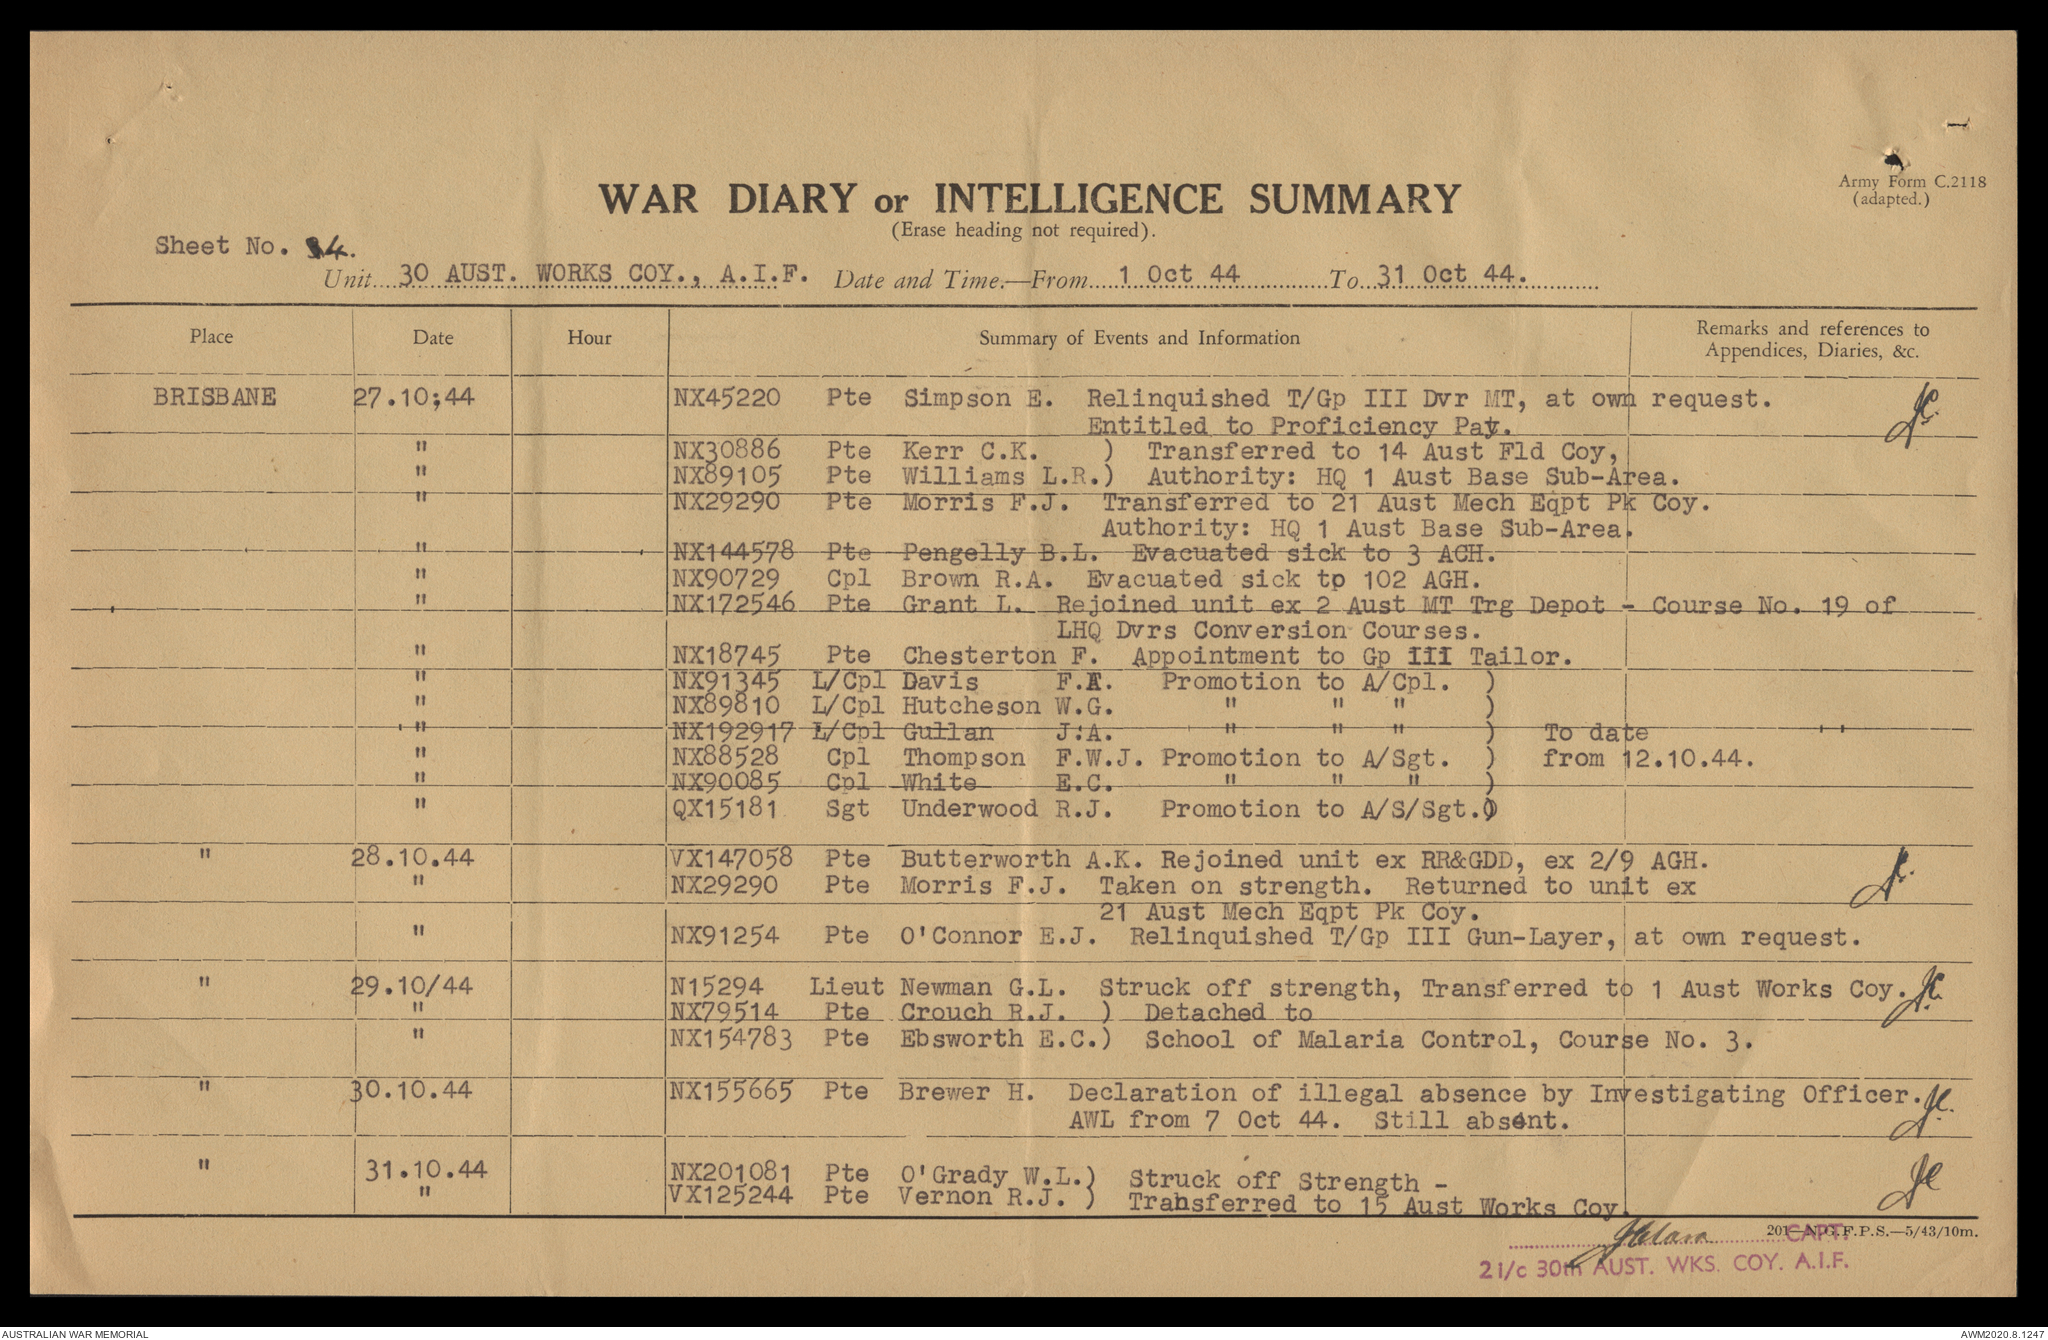 Army Form C.2118
(adapted.)
WAR DIARY or INTELLIGENCE SUMMARY
(Erase heading not required).
Sheet No. 4.
Unit 30 AUST. WORKS COY., A.I.F. Date and Time.—From 1 Oct 44 To 31 Oct 44.
Place Date Hour Summary of Events and Information Remarks and references to Appendices, Diaries, &c.
BRISBANE 27.10;44 NX45220 Pte Simpson E. Relinquished T/Gp III Dvr MT, at own request.
Entitled to Proficiency Pay.
" NX30886 Pte Kerr C.K. ) Transferred to 14 Aust Fld Coy,
" NX89105 Pte Williams L.R.) Authority: HQ 1 Aust Base Sub-Area.
" NX29290 Pte Morris F.J. Transferred to 21 Aust Mech Eqpt Pk Coy.
Authority: HQ 1 Aust Base Sub-Area.
" NX144578 Pte Pengelly B.L. Evacuated sick to 3 ACH.
" NX90729 Cpl Brown R.A. Evacuated sick to 102 AGH.
" NX172546 Pte Grant L. Rejoined unit ex 2 Aust MT Trg Depot - Course No. 19 of
LHQ Dvrs Conversion Courses.
" NX18745 Pte Chesterton F. Appointment to Gp III Tailor.
" NX91345 L/Cpl Davis F.A. Promotion to A/Cpl. )
" NX89810 L/Cpl Hutcheson W.G. " " " )
" NX192917 L/Cpl Gullan J.A. " " " ) To date
" NX88528 Cpl Thompson F.W.J. Promotion to A/Sgt. ) from 12.10.44.
" NX90085 Cpl White E.C. " " " )
" QX15181 Sgt Underwood R.J. Promotion to A/S/Sgt.)
" 28.10.44 VX147058 Pte Butterworth A.K. Rejoined unit ex RR&GDD, ex 2/9 AGH.
" NX29290 Pte Morris F.J. Taken on strength. Returned to unit ex
21 Aust Mech Eqpt Pk Coy.
" NX91254 Pte O'Connor E.J. Relinquished T/Gp III Gun-Layer, at own request.
" 29.10/44 N15294 Lieut Newman G.L. Struck off strength, Transferred to 1 Aust Works Coy.
" NX79514 Pte Crouch R.J. ) Detached to
" NX154783 Pte Ebsworth E.C.) School of Malaria Control, Course No. 3.
" 30.10.44 NX155665 Pte Brewer H. Declaration of illegal absence by Investigating Officer.
AWL from 7 Oct 44. Still absent.
" 31.10.44 NX201081 Pte O'Grady W.L.) Struck off Strength -
" VX125244 Pte Vernon R.J. ) Transferred to 15 Aust Works Coy.
201—N.G.F.P.S.—5/43/10m.
CAPT.
2 i/c 30th AUST. WKS. COY. A.I.F.
AUSTRALIAN WAR MEMORIAL
AWM2020.8.1247